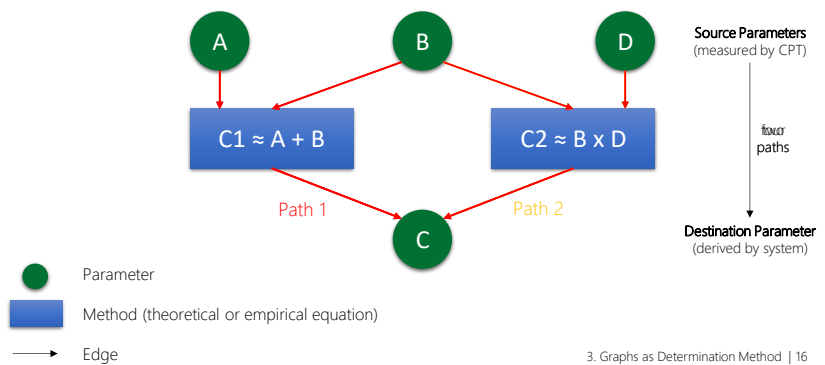 A
B
D
Source Parameters
(measured by CPT)
C1 ≈ A + B
C2 ≈ B x D
paths
Path 1
Path 2
C
Destination Parameter
(derived by system)
Parameter
Method (theoretical or empirical equation)
Edge
3. Graphs as Determination Method | 16